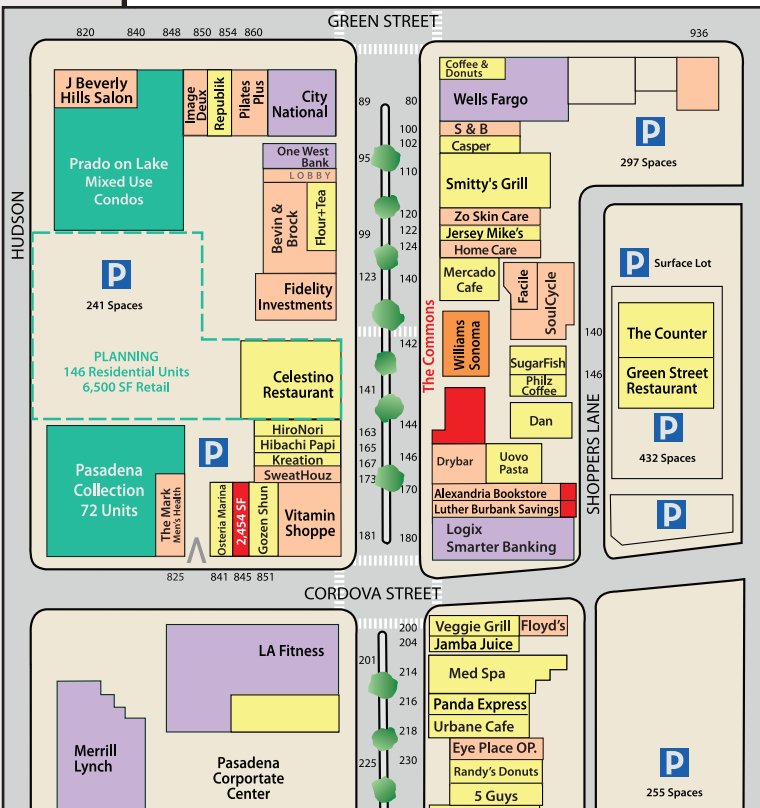 GREEN STREET
820
840
848
850
854
860
936
J Beverly
Hills Salon
Image
Deux
Republik
Pilates
Plus
City
National
Prado on Lake
Mixed Use
Condos
One West
Bank
LOBBY
Bevin &
Brock
Flour+Tea
Fidelity
Investments
HUDSON
P
241 Spaces
PLANNING
146 Residential Units
6,500 SF Retail
Celestino
Restaurant
HiroNori
Hibachi Papi
Kreation
SweatHouz
Pasadena
Collection
72 Units
The Mark
Men's Health
P
Osteria Marina
2,454 SF
Gozen Shun
Vitamin
Shoppe
825
841
845
851
89
95
99
123
141
163
165
167
173
181
80
100
102
110
120
122
124
140
142
144
146
170
180
Coffee &
Donuts
Wells Fargo
S & B
Casper
Smitty's Grill
Zo Skin Care
Jersey Mike's
Home Care
Mercado
Cafe
Facile
SoulCycle
The Commons
Williams
Sonoma
SugarFish
Philz
Coffee
Dan
Drybar
Uovo
Pasta
Alexandria Bookstore
Luther Burbank Savings
Logix
Smarter Banking
P
297 Spaces
P
Surface Lot
140
146
The Counter
Green Street
Restaurant
P
432 Spaces
P
SHOPPERS LANE
CORDOVA STREET
LA Fitness
Merrill
Lynch
Pasadena
Corportate
Center
201
225
200
204
214
216
218
230
Veggie Grill
Floyd's
Jamba Juice
Med Spa
Panda Express
Urbane Cafe
Eye Place OP.
Randy's Donuts
5 Guys
P
255 Spaces